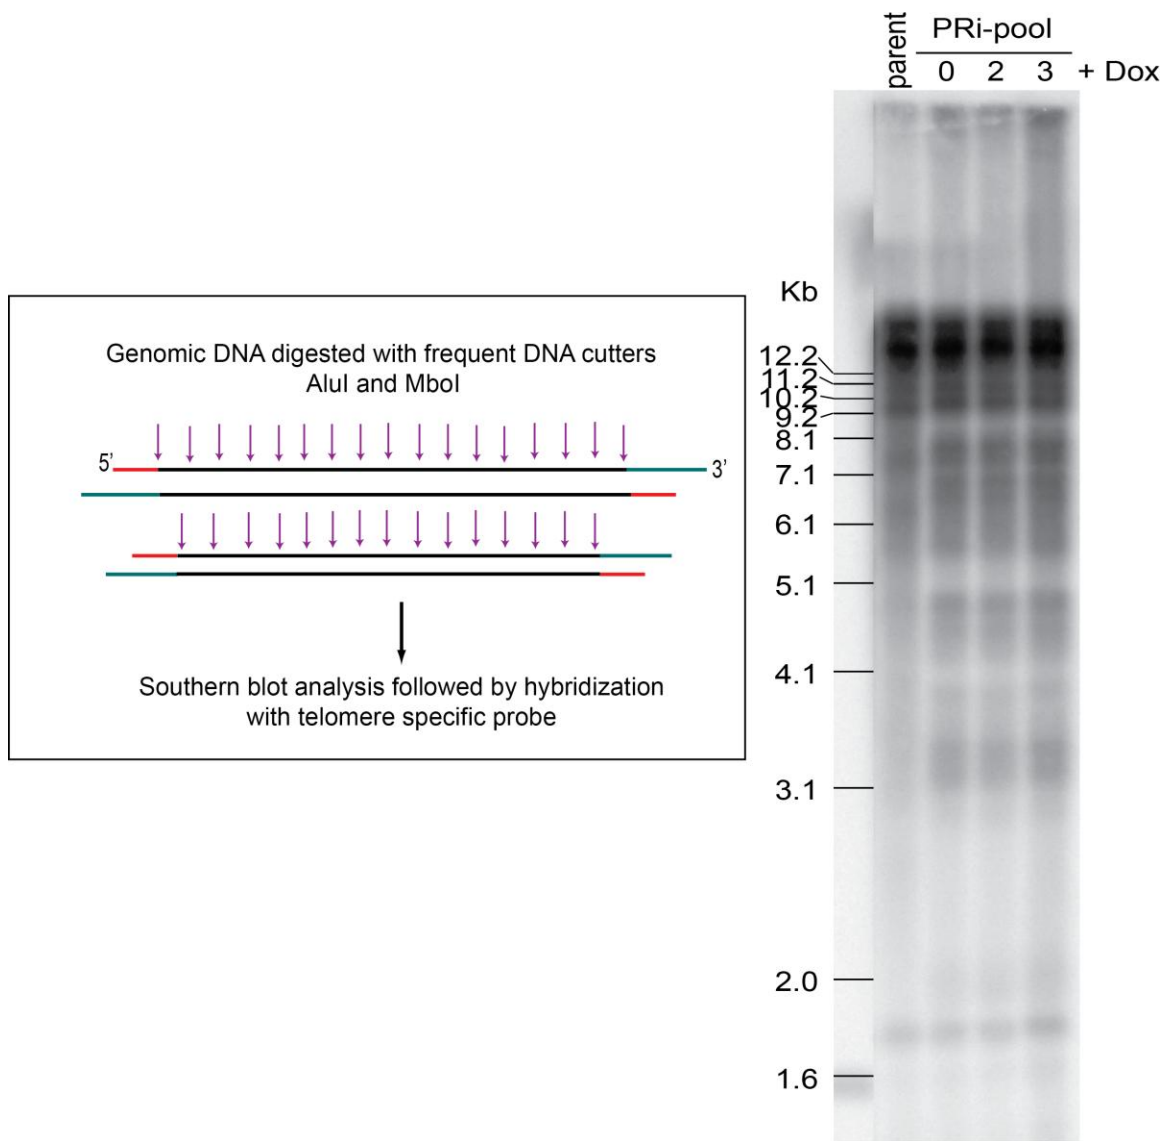 parent
PRi-pool
0 2 3 + Dox
Kb
12.2
11.2
10.2
9.2
8.1
7.1
6.1
5.1
4.1
3.1
2.0
1.6
Genomic DNA digested with frequent DNA cutters
AluI and MboI
5’
3’
Southern blot analysis followed by hybridization
with telomere specific probe